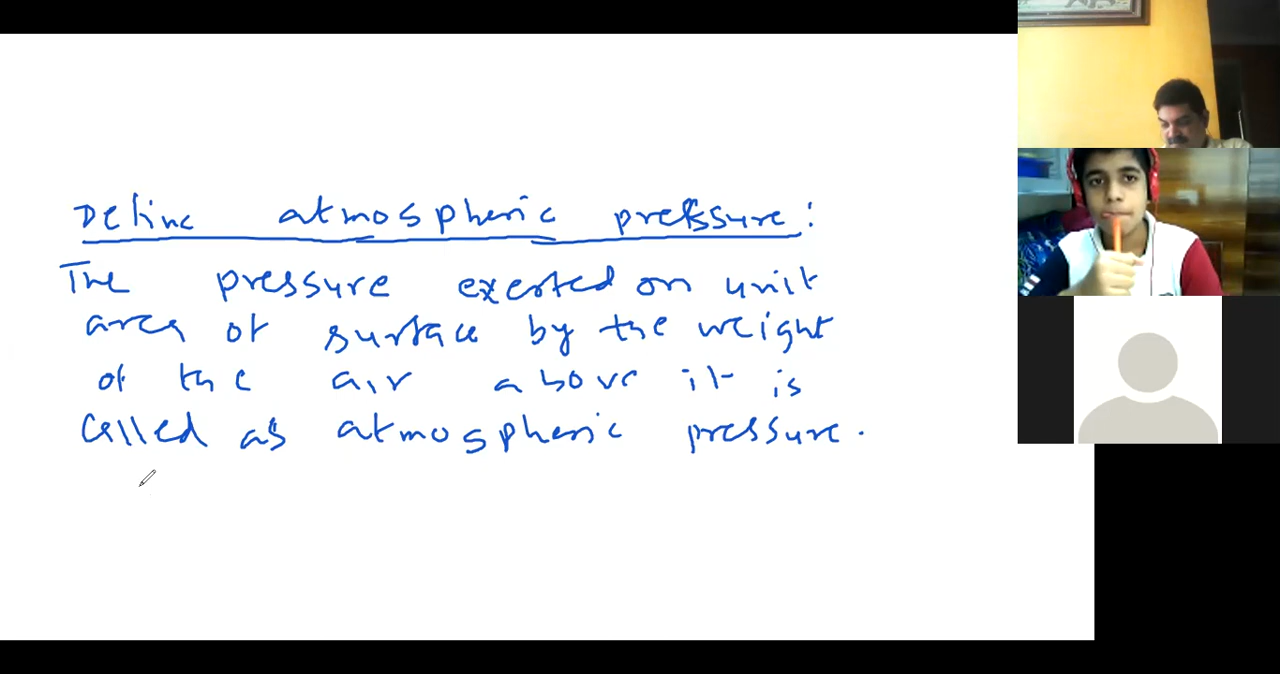 Define atmospheric pressure:
The pressure exerted on unit
area of surface by the weight
of the air above it is
called as atmospheric pressure.